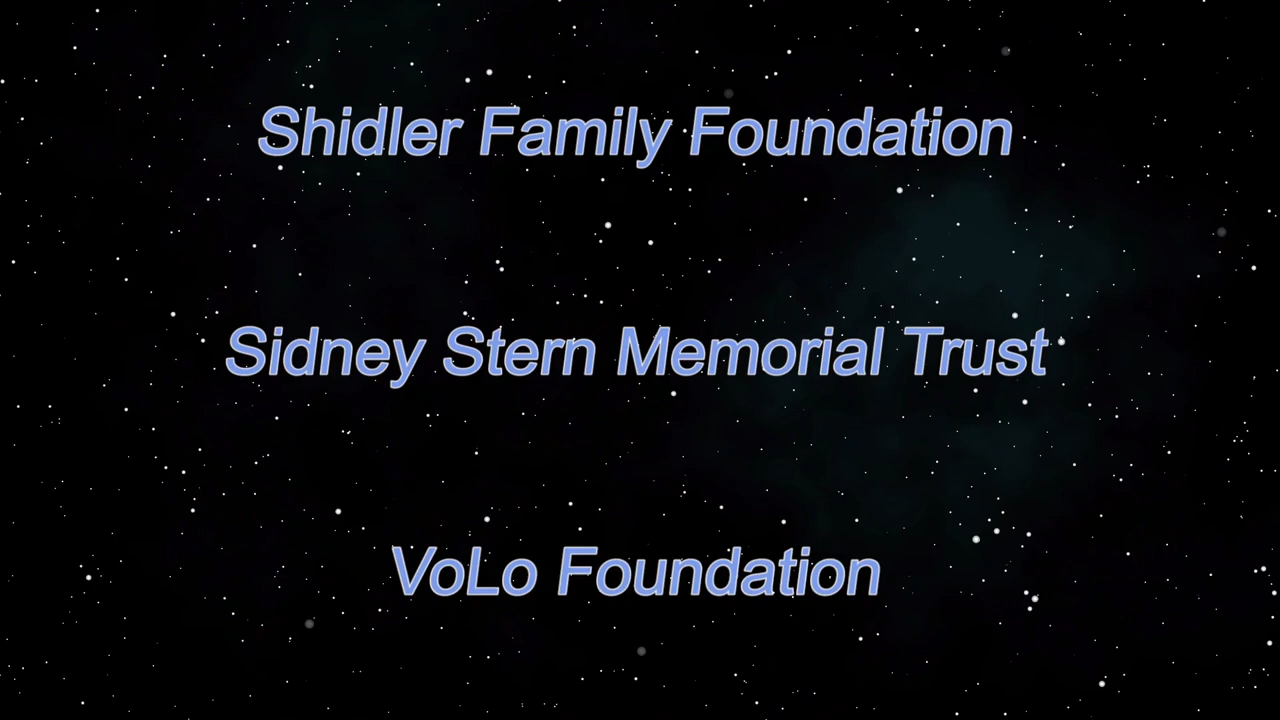 Shidler Family Foundation
Sidney Stern Memorial Trust
VoLo Foundation